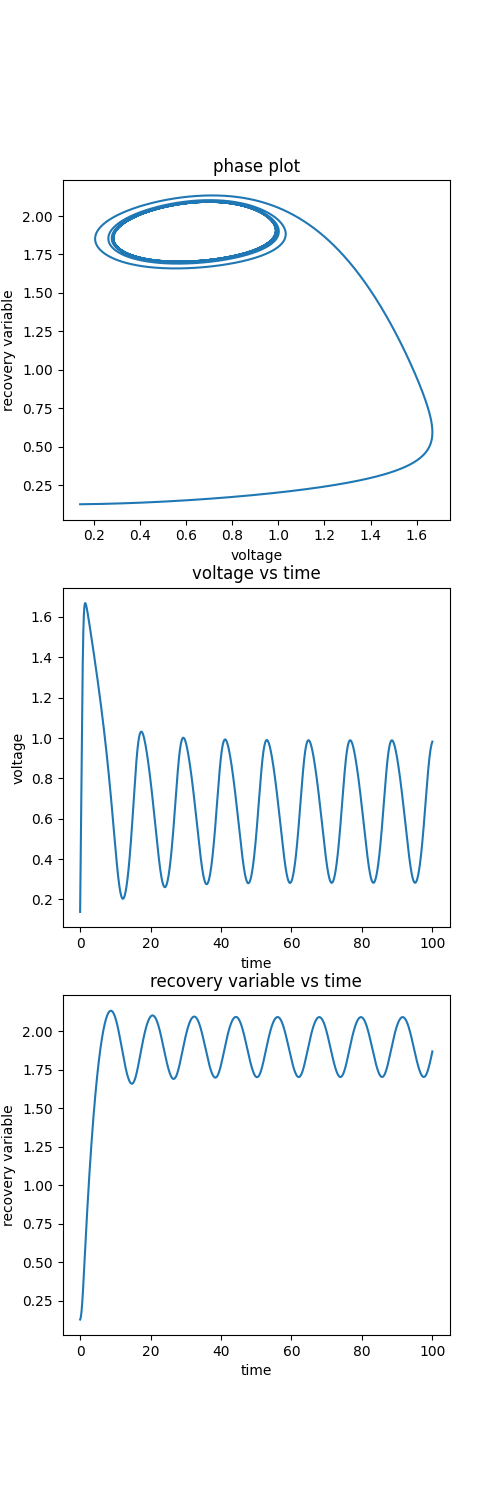 phase plot
2.00
1.75
1.50
1.25
1.00
0.75
0.50
0.25
recovery variable
0.2 0.4 0.6 0.8 1.0 1.2 1.4 1.6
voltage
voltage vs time
1.6
1.4
1.2
1.0
0.8
0.6
0.4
0.2
voltage
0 20 40 60 80 100
time
recovery variable vs time
2.00
1.75
1.50
1.25
1.00
0.75
0.50
0.25
recovery variable
0 20 40 60 80 100
time